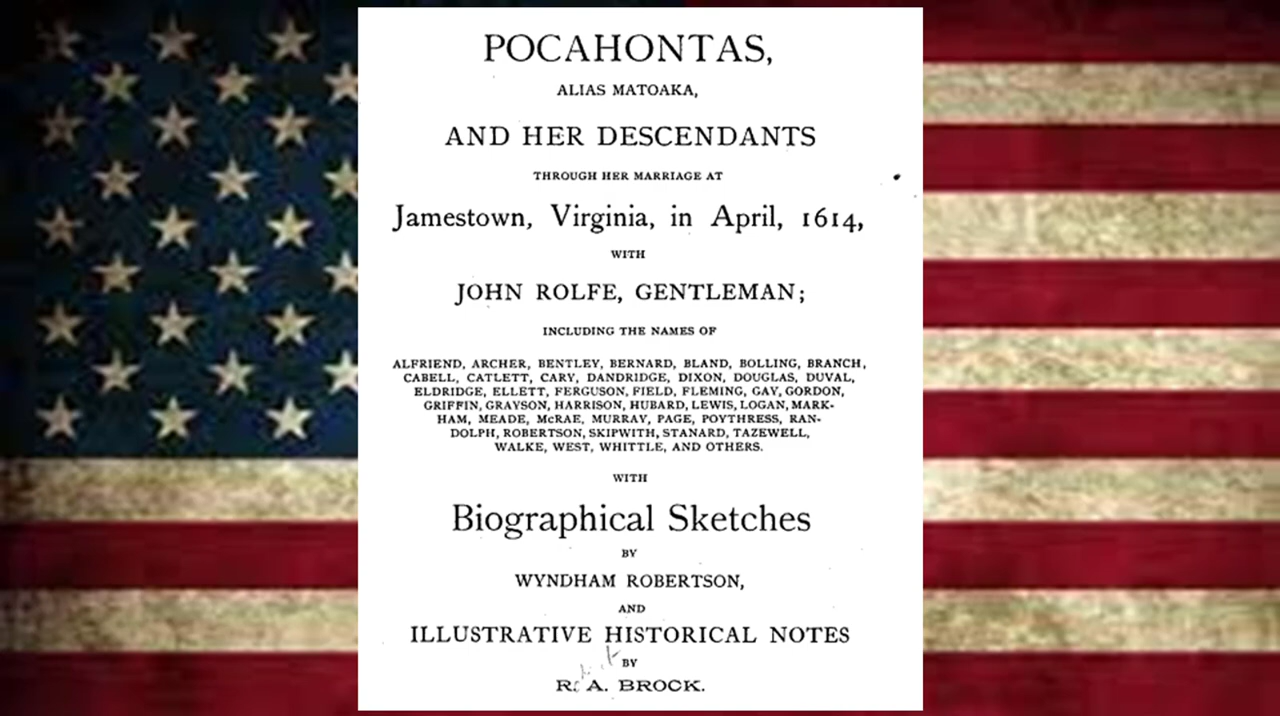 POCAHONTAS,
ALIAS MATOAKA,
AND HER DESCENDANTS
THROUGH HER MARRIAGE AT
Jamestown, Virginia, in April, 1614,
WITH
JOHN ROLFE, GENTLEMAN;
INCLUDING THE NAMES OF
ALFRIEND, ARCHER, BENTLEY, BERNARD, BLAND, BOLLING, BRANCH,
CABELL, CATLETT, CARY, DANDRIDGE, DIXON, DOUGLAS, DUVAL,
ELDRIDGE, ELLETT, FERGUSON, FIELD, FLEMING, GAY, GORDON,
GRIFFIN, GRAYSON, HARRISON, HUBARD, LEWIS, LOGAN, MARK-
HAM, MEADE, McRAE, MURRAY, PAGE, POYTHRESS, RAN-
DOLPH, ROBERTSON, SKIPWITH, STANARD, TAZEWELL,
WALKE, WEST, WHITTLE, AND OTHERS.
WITH
Biographical Sketches
BY
WYNDHAM ROBERTSON,
AND
ILLUSTRATIVE HISTORICAL NOTES
BY
R. A. BROCK.